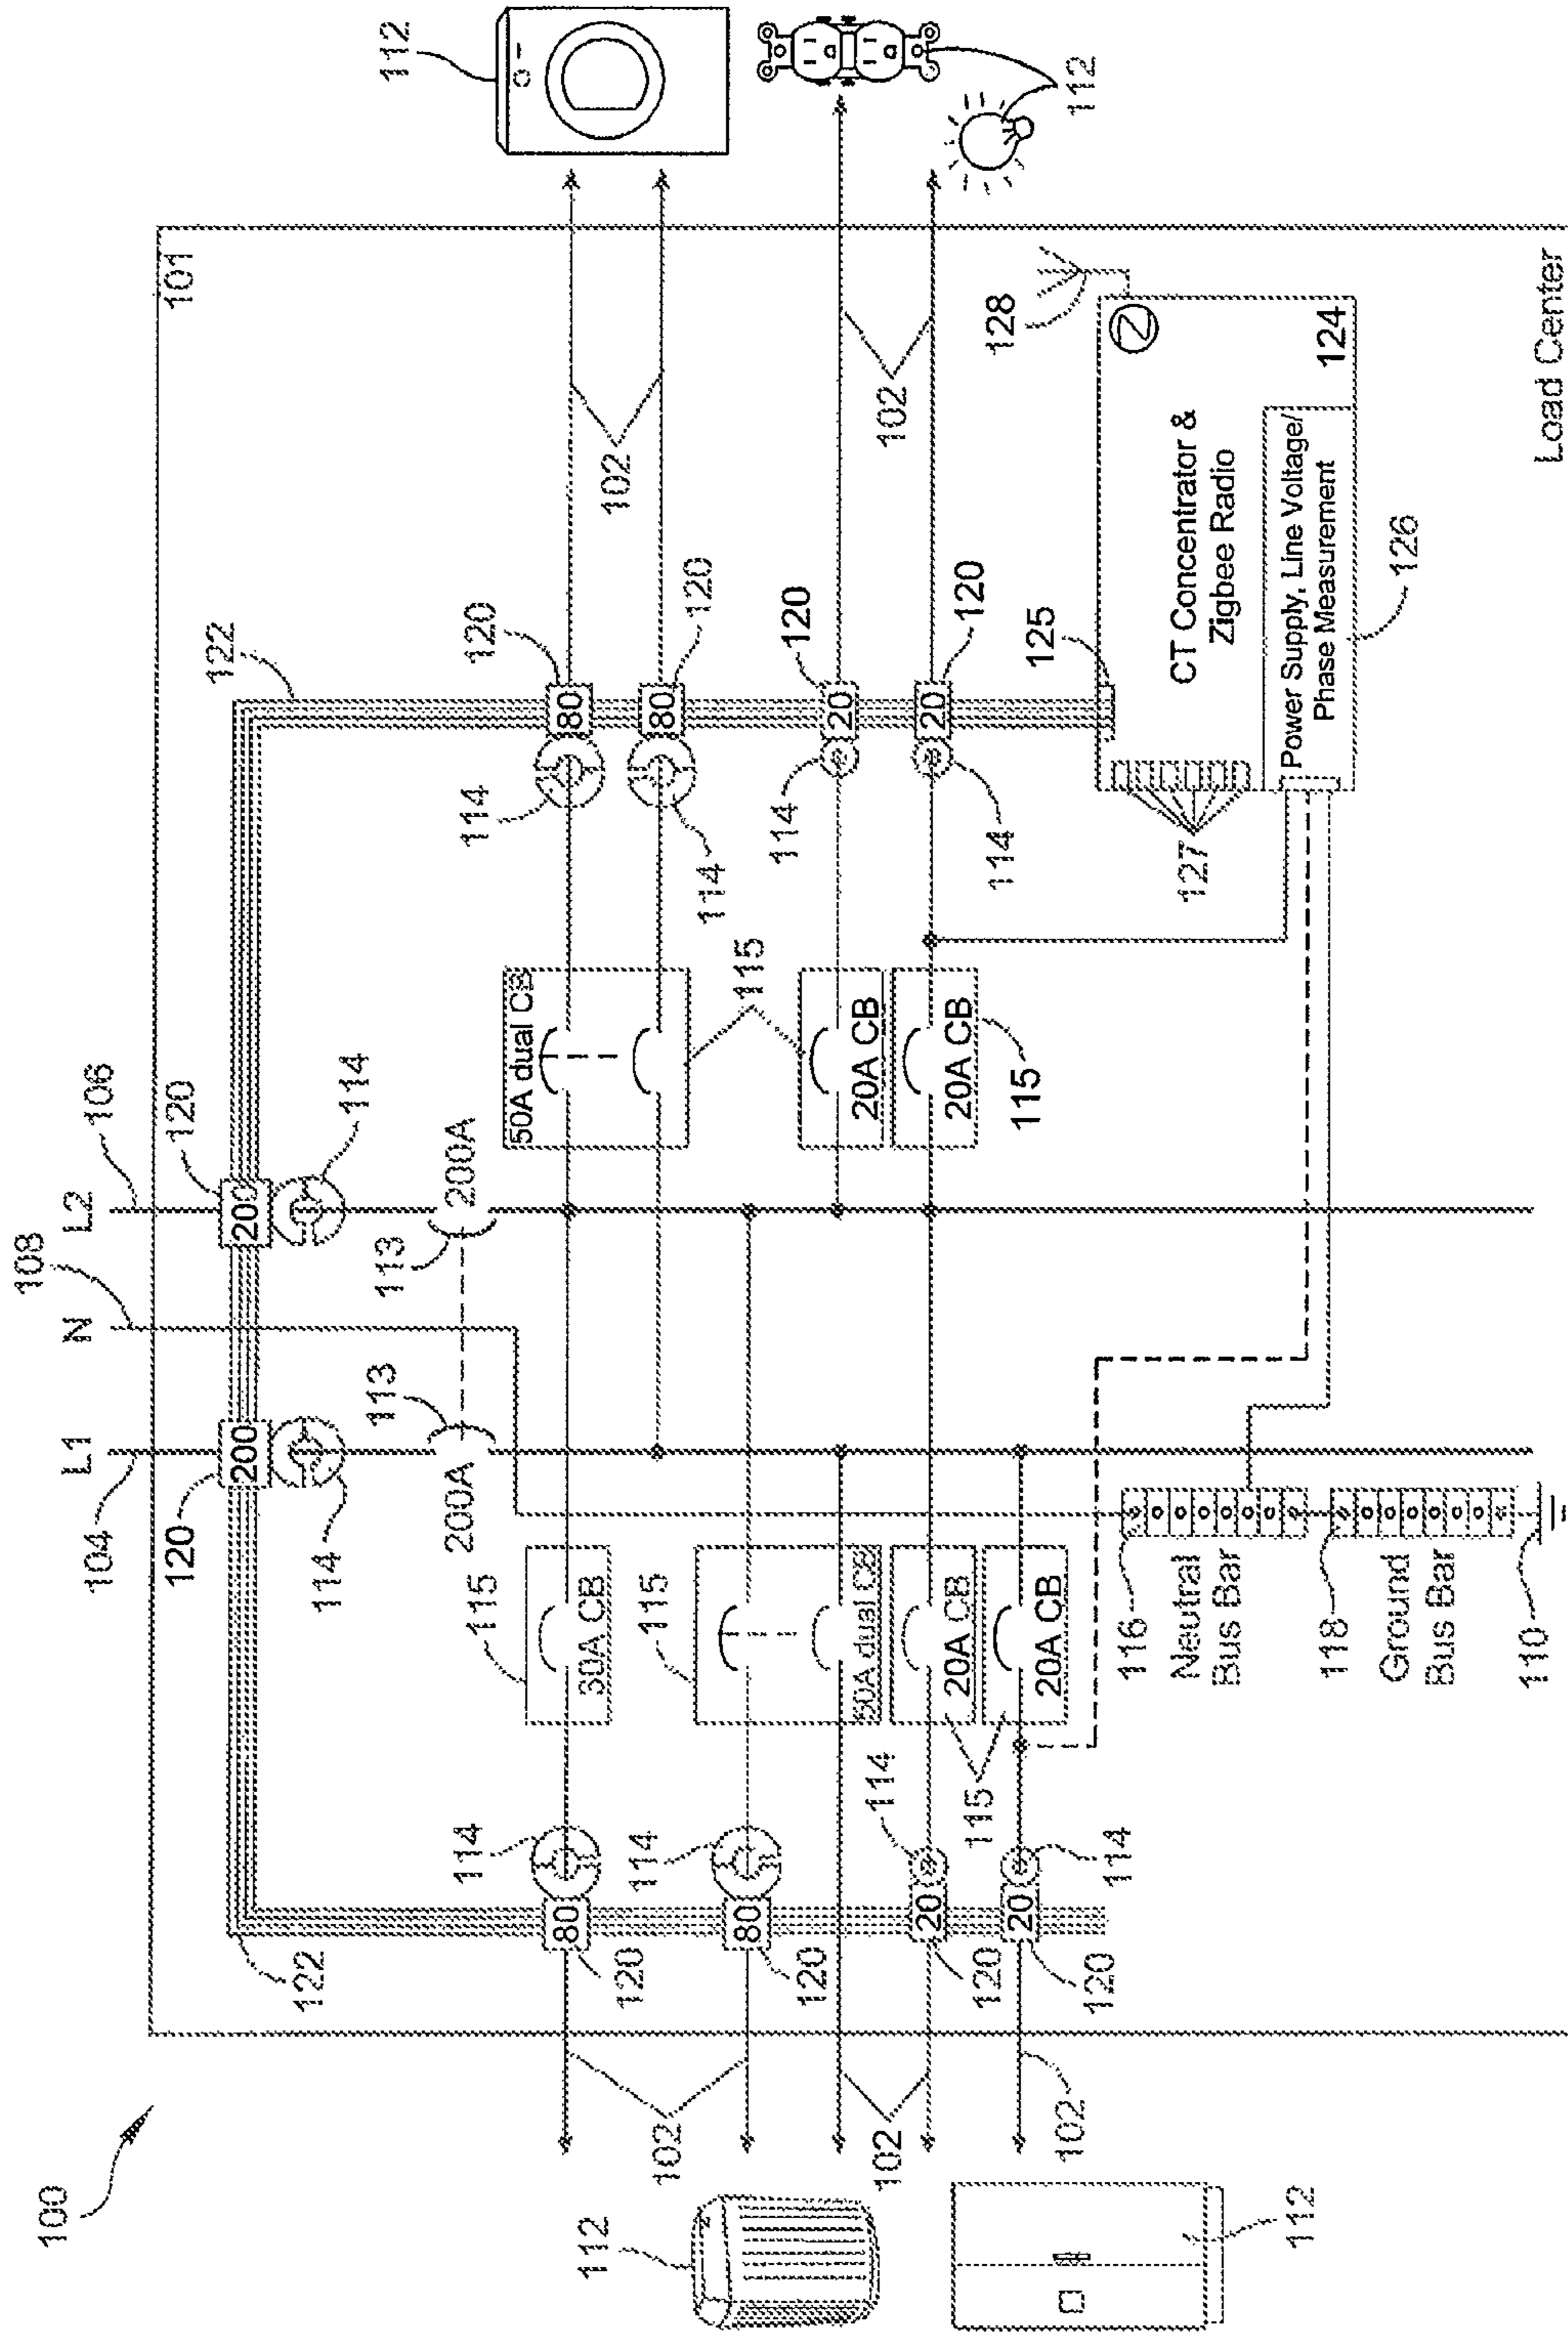 108
100
L1 N L2
104 106
120 120 101
122
200 200
122 114 114
113 113 112
200A 200A
114 115 114 120
50A dual CB
80 80
112 30A CB
120 102
114 115
80 80
102 114 120
80 80
120 115
114 120
20 20
50A dual CB 20A CB
114 102
102 120 20 20
20A CB 20A CB
115
114 128
20 20 114
20A CB 115 125
102 120 114
112
116 124
Neutral
Bus Bar
127
CT Concentrator &
Zigbee Radio
112
118
Power Supply, Line Voltage/
Phase Measurement
Ground
Bus Bar
126
110
Load Center